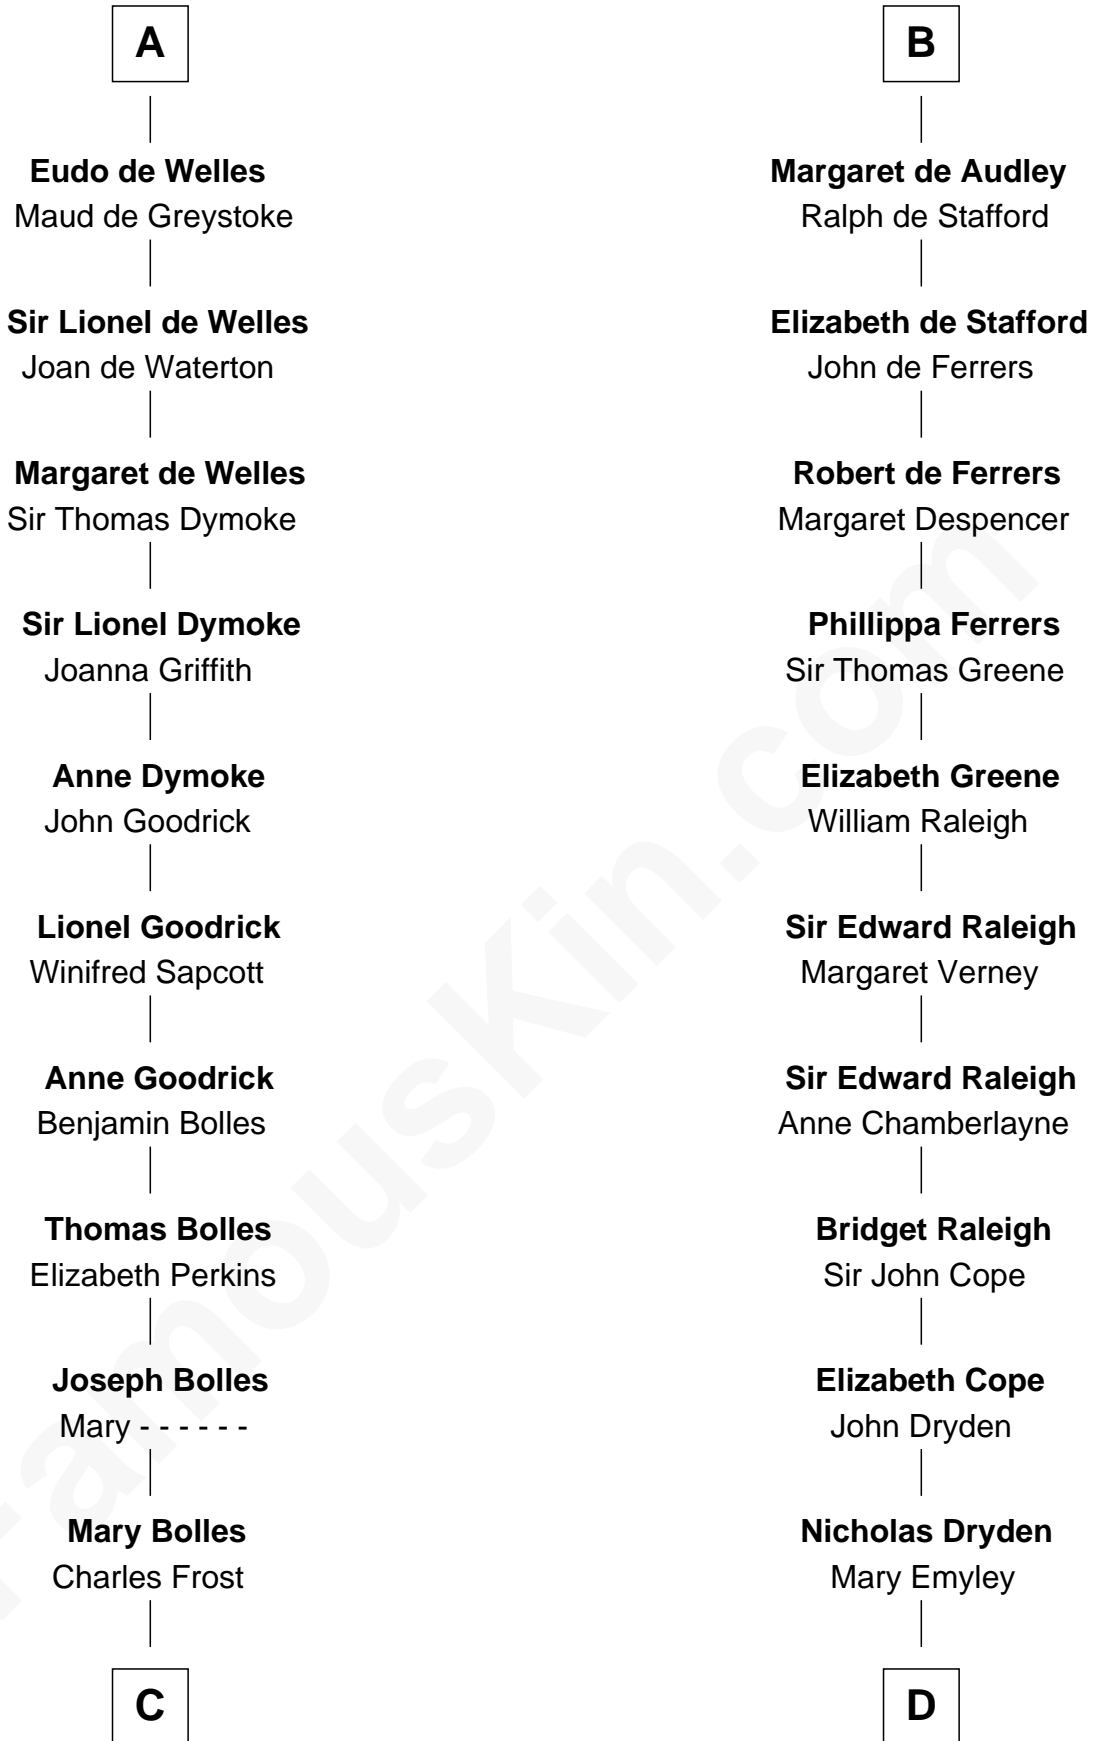 A
Eudo de Welles
Maud de Greystoke
Sir Lionel de Welles
Joan de Waterton
Margaret de Welles
Sir Thomas Dymoke
Sir Lionel Dymoke
Joanna Griffith
Anne Dymoke
John Goodrick
Lionel Goodrick
Winifred Sapcott
Anne Goodrick
Benjamin Bolles
Thomas Bolles
Elizabeth Perkins
Joseph Bolles
Mary - - - - - -
Mary Bolles
Charles Frost
C
B
Margaret de Audley
Ralph de Stafford
Elizabeth de Stafford
John de Ferrers
Robert de Ferrers
Margaret Despencer
Phillippa Ferrers
Sir Thomas Greene
Elizabeth Greene
William Raleigh
Sir Edward Raleigh
Margaret Verney
Sir Edward Raleigh
Anne Chamberlayne
Bridget Raleigh
Sir John Cope
Elizabeth Cope
John Dryden
Nicholas Dryden
Mary Emyley
D
FamousKin.com